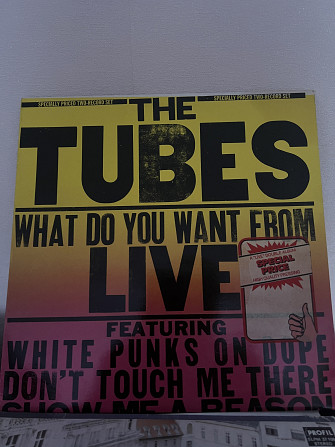 SPECIALLY PRICED TWO-RECORD SET
SPECIALLY PRICED TWO-RECORD SET
THE
TUBES
WHAT DO YOU WANT FROM
LIVE
SPECIAL
PRICE
FEATURING
WHITE PUNKS ON DOPE
DON'T TOUCH ME THERE
SHOW ME A REASON
PROFIL